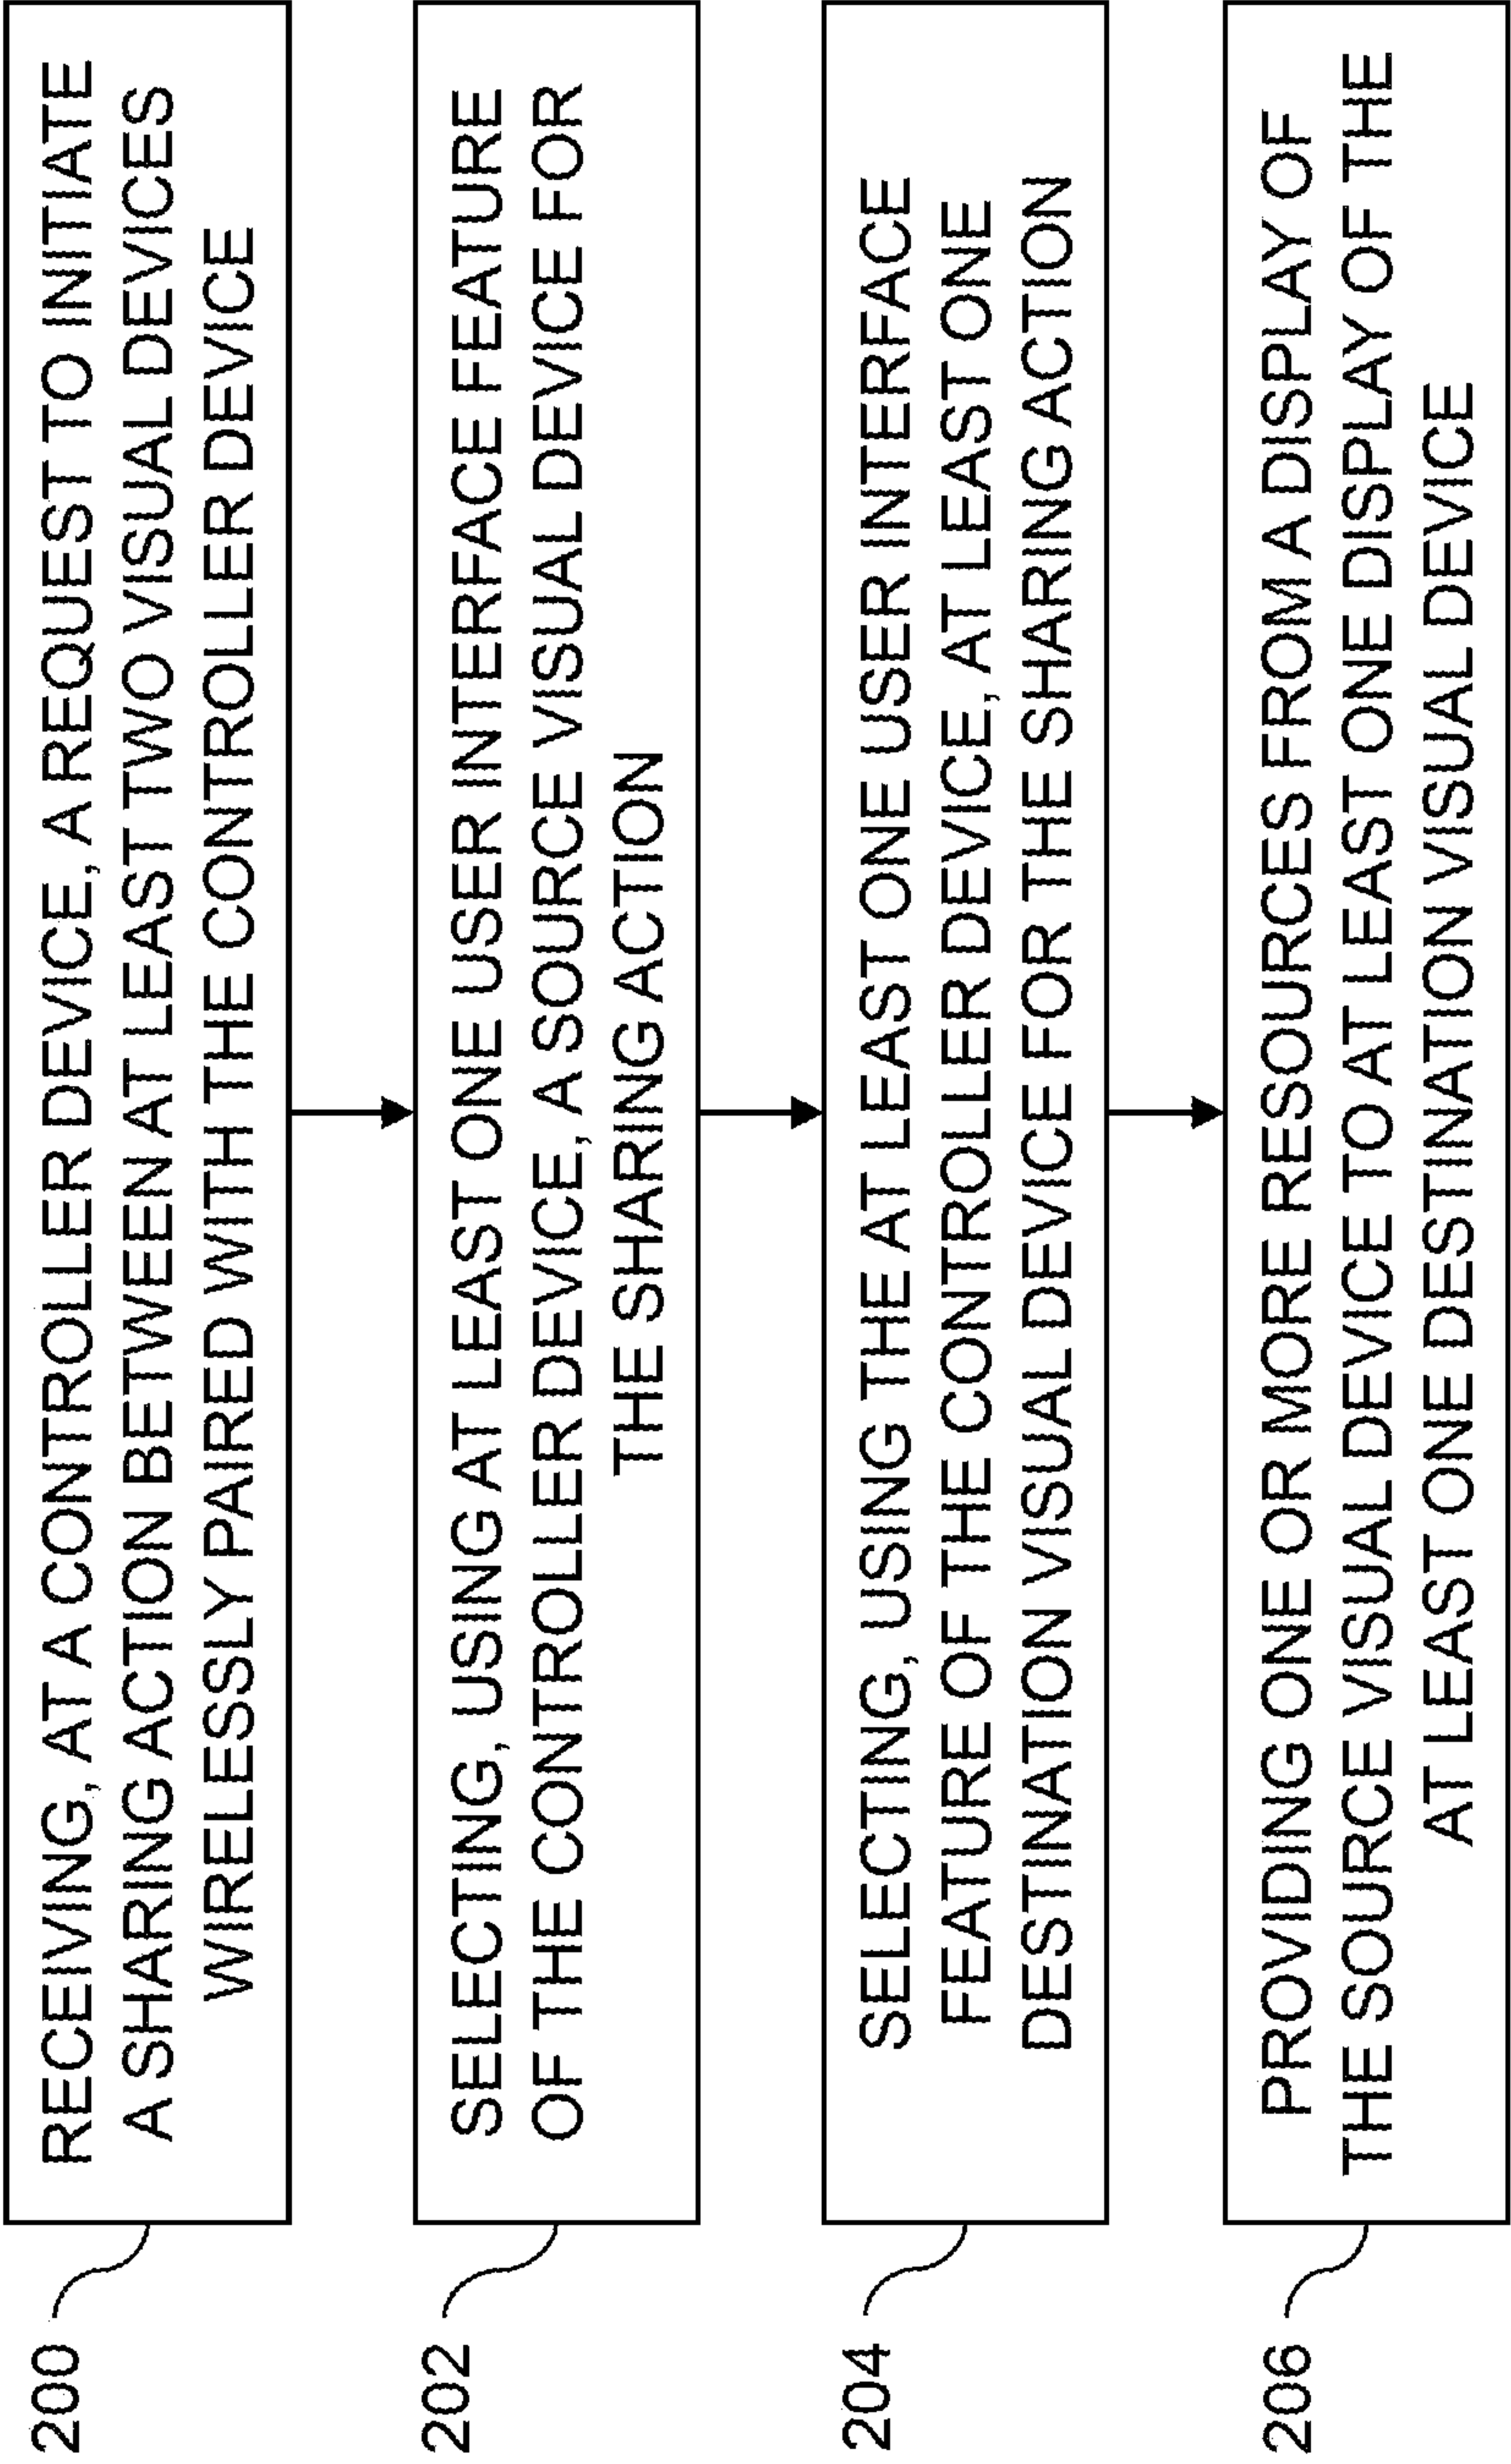 200
RECEIVING, AT A CONTROLLER DEVICE, A REQUEST TO INITIATE
A SHARING ACTION BETWEEN AT LEAST TWO VISUAL DEVICES
WIRELESSLY PAIRED WITH THE CONTROLLER DEVICE
202
SELECTING, USING AT LEAST ONE USER INTERFACE FEATURE
OF THE CONTROLLER DEVICE, A SOURCE VISUAL DEVICE FOR
THE SHARING ACTION
204
SELECTING, USING THE AT LEAST ONE USER INTERFACE
FEATURE OF THE CONTROLLER DEVICE, AT LEAST ONE
DESTINATION VISUAL DEVICE FOR THE SHARING ACTION
206
PROVIDING ONE OR MORE RESOURCES FROM A DISPLAY OF
THE SOURCE VISUAL DEVICE TO AT LEAST ONE DISPLAY OF THE
AT LEAST ONE DESTINATION VISUAL DEVICE